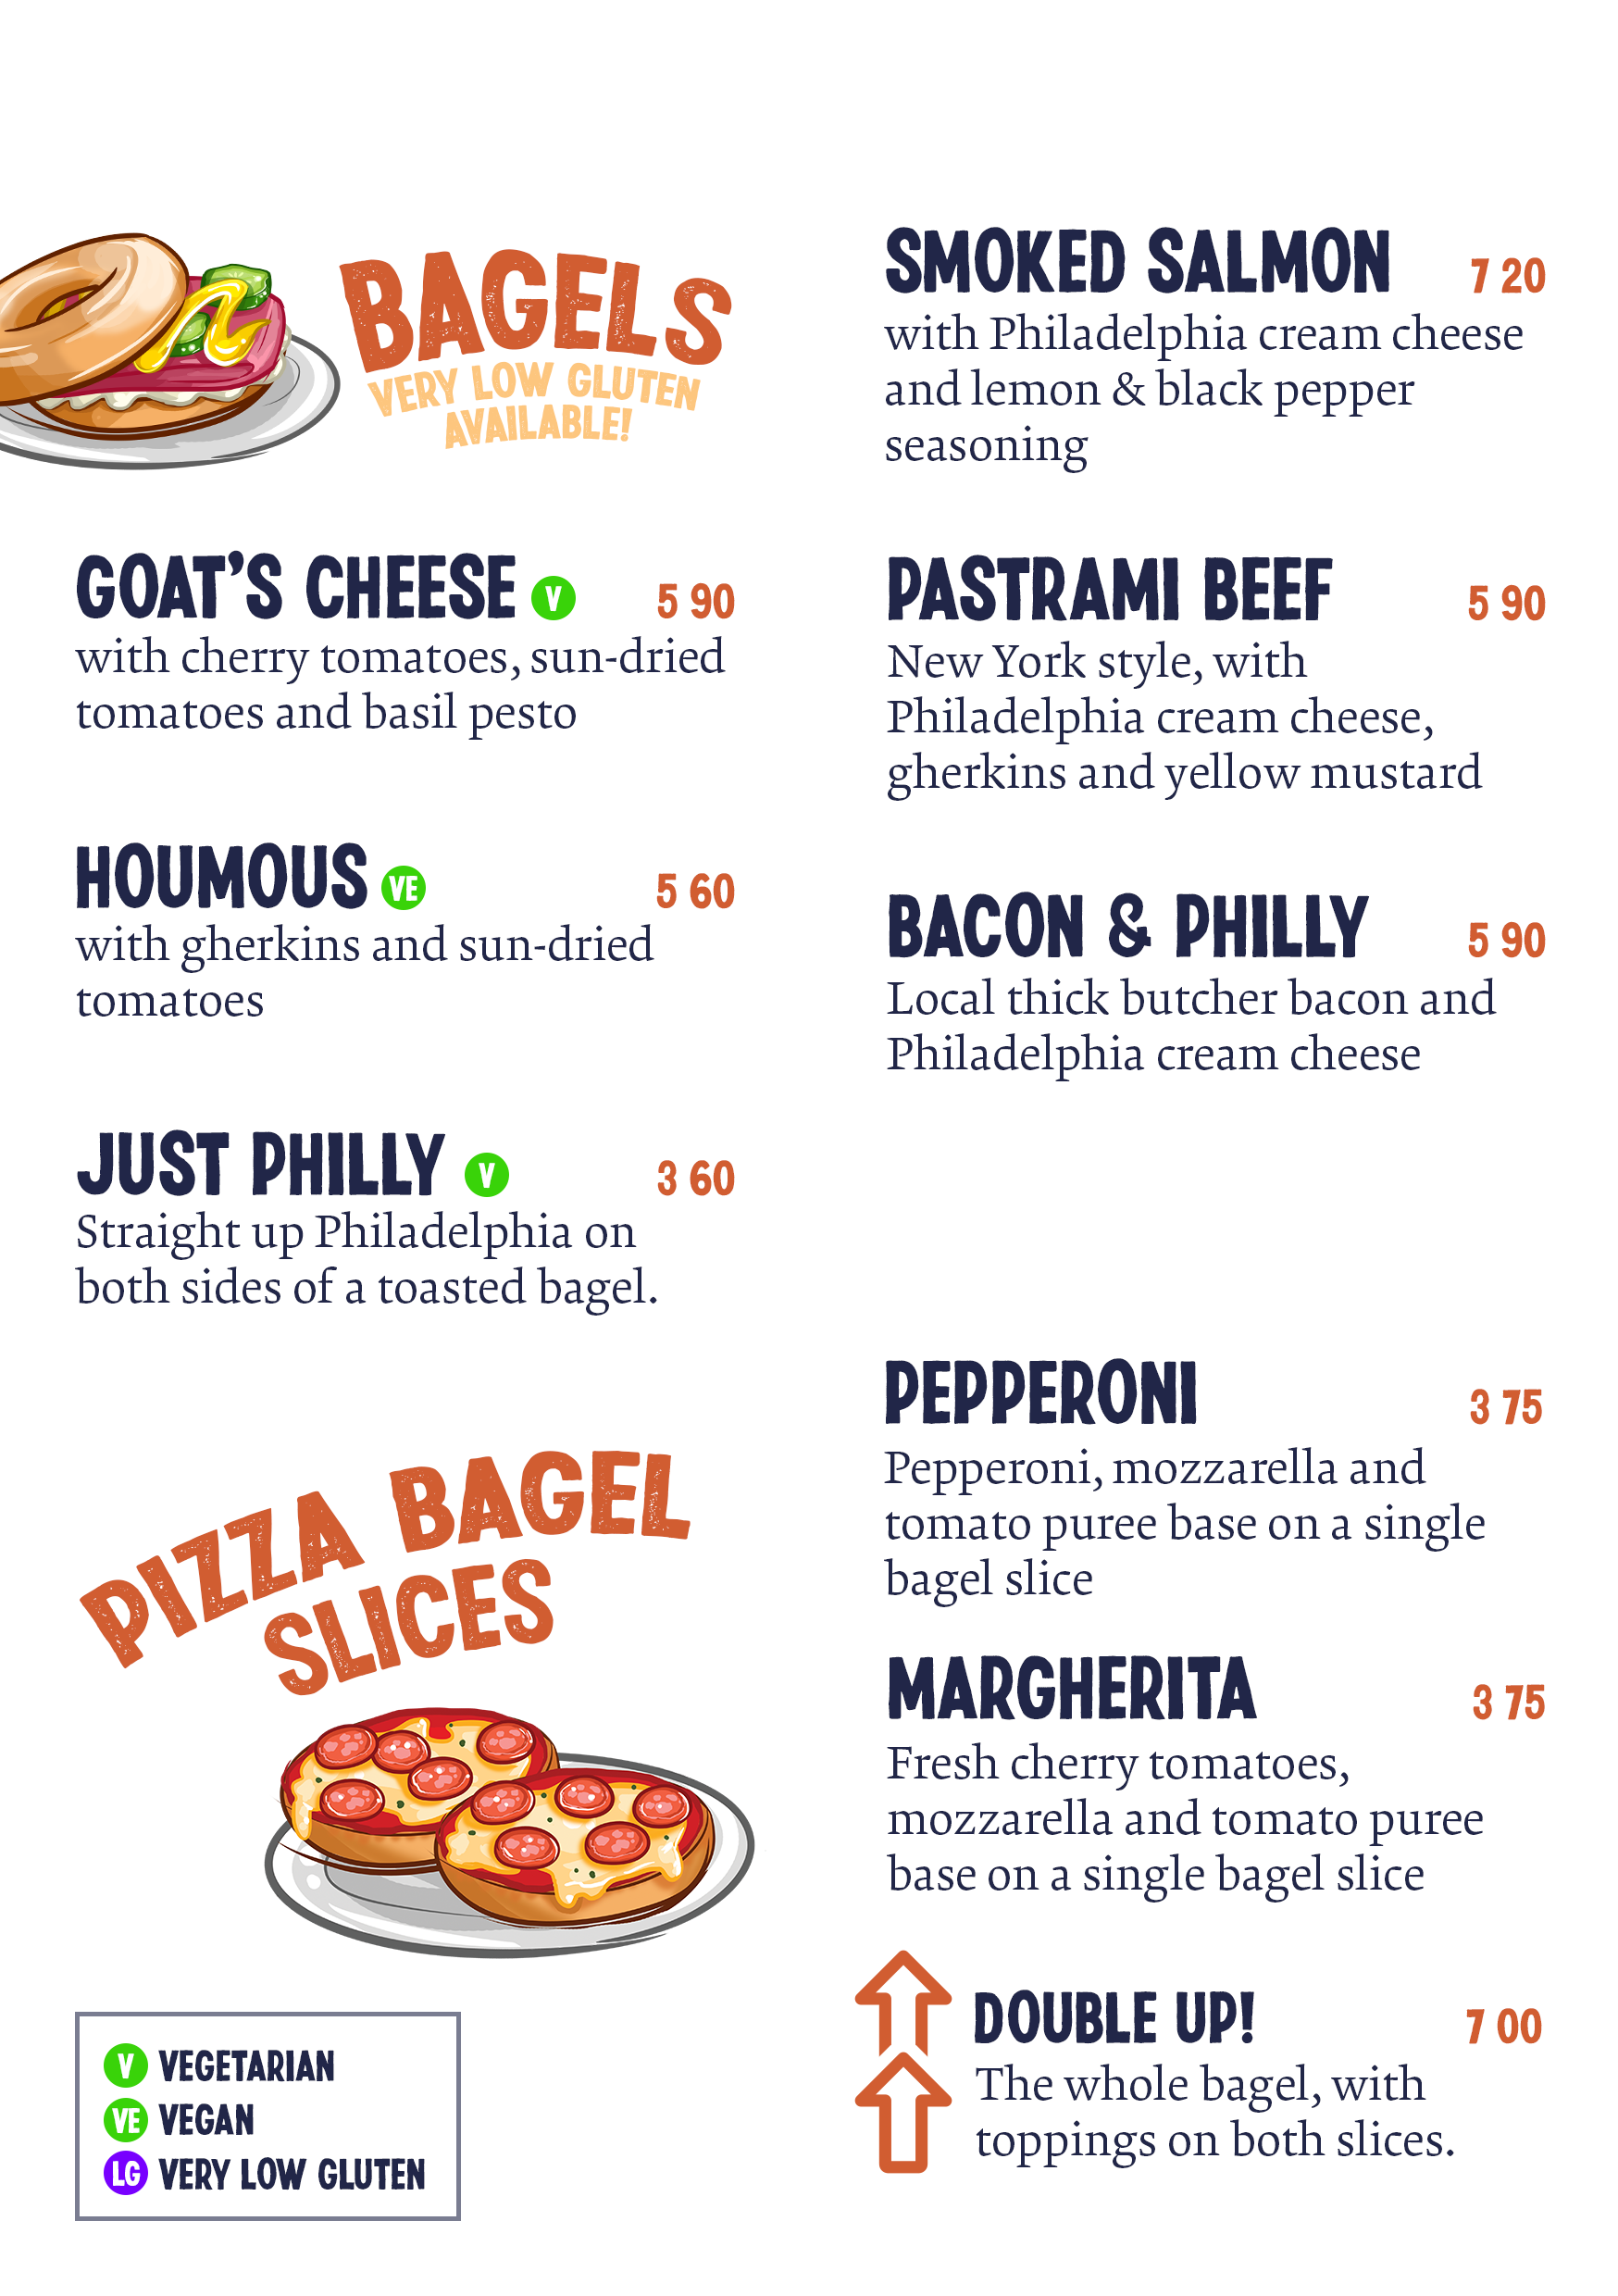 BAGELS
VERY LOW GLUTEN
AVAILABLE!
GOAT’S CHEESE V 5 90
with cherry tomatoes, sun-dried
tomatoes and basil pesto
HOUMOUS VE 5 60
with gherkins and sun-dried
tomatoes
JUST PHILLY V 3 60
Straight up Philadelphia on
both sides of a toasted bagel.
SMOKED SALMON 7 20
with Philadelphia cream cheese
and lemon & black pepper
seasoning
PASTRAMI BEEF 5 90
New York style, with
Philadelphia cream cheese,
gherkins and yellow mustard
BACON & PHILLY 5 90
Local thick butcher bacon and
Philadelphia cream cheese
PIZZA BAGEL
SLICES
PEPPERONI 3 75
Pepperoni, mozzarella and
tomato puree base on a single
bagel slice
MARGHERITA 3 75
Fresh cherry tomatoes,
mozzarella and tomato puree
base on a single bagel slice
DOUBLE UP! 7 00
The whole bagel, with
toppings on both slices.
V VEGETARIAN
VE VEGAN
LG VERY LOW GLUTEN